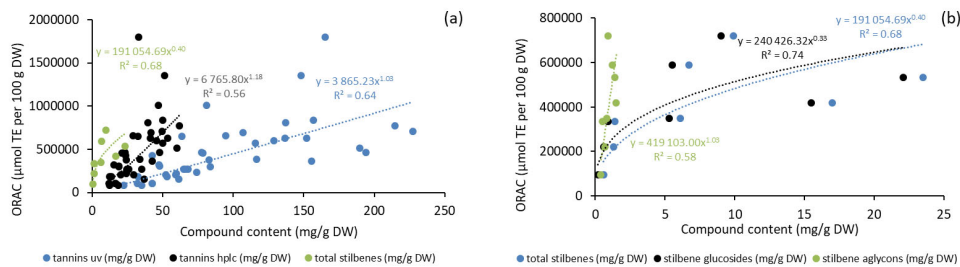 (a)
ORAC (µmol TE per 100 g DW)
2000000
1500000
1000000
500000
0
y = 191 054.69x^0.40
R² = 0.68
y = 6 765.80x^1.18
R² = 0.56
y = 3 865.23x^1.03
R² = 0.64
0 50 100 150 200 250
Compound content (mg/g DW)
tannins uv (mg/g DW) tannins hplc (mg/g DW) total stilbenes (mg/g DW)
(b)
ORAC (µmol TE per 100 g DW)
800000
600000
400000
200000
0
y = 191 054.69x^0.40
R² = 0.68
y = 240 426.32x^0.33
R² = 0.74
y = 419 103.00x^1.03
R² = 0.58
0 5 10 15 20 25
Compound content (mg/g DW)
total stilbenes (mg/g DW) stilbene glucosides (mg/g DW) stilbene aglycons (mg/g DW)